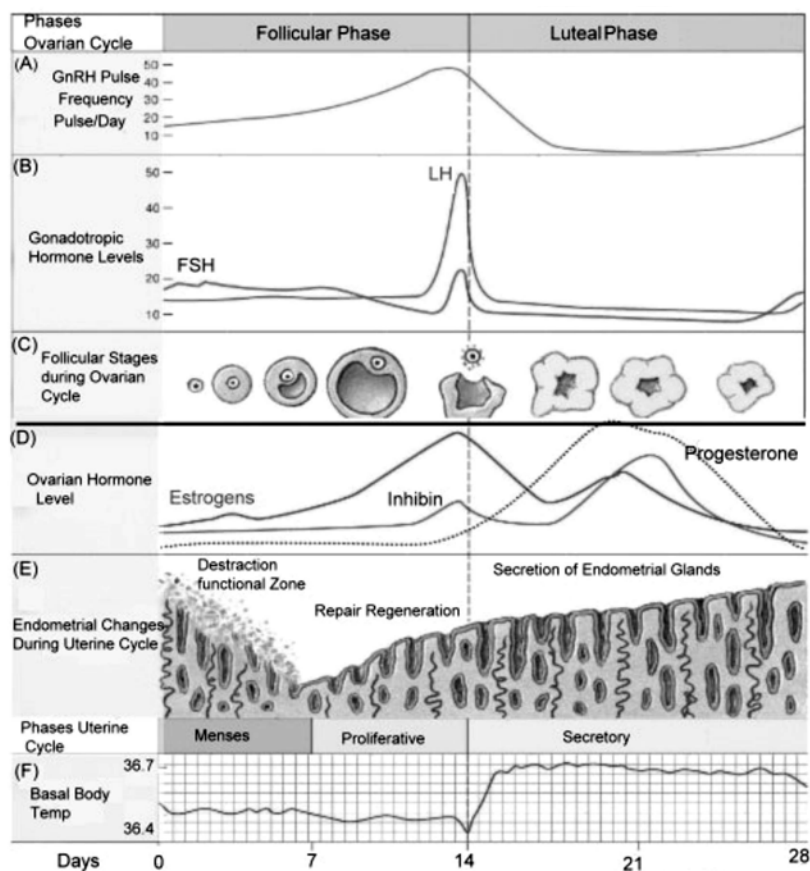 Phases
Ovarian Cycle
Follicular Phase
Luteal Phase
(A)
GnRH Pulse
Frequency
Pulse/Day
50
40
30
20
10
(B)
Gonadotropic
Hormone Levels
50
40
30
20
10
LH
FSH
(C)
Follicular Stages
during Ovarian
Cycle
(D)
Ovarian Hormone
Level
Estrogens
Inhibin
Progesterone
(E)
Endometrial Changes
During Uterine Cycle
Destraction
functional Zone
Repair Regeneration
Secretion of Endometrial Glands
Phases Uterine
Cycle
Menses
Proliferative
Secretory
(F)
Basal Body
Temp
36.7
36.4
Days
0
7
14
21
28